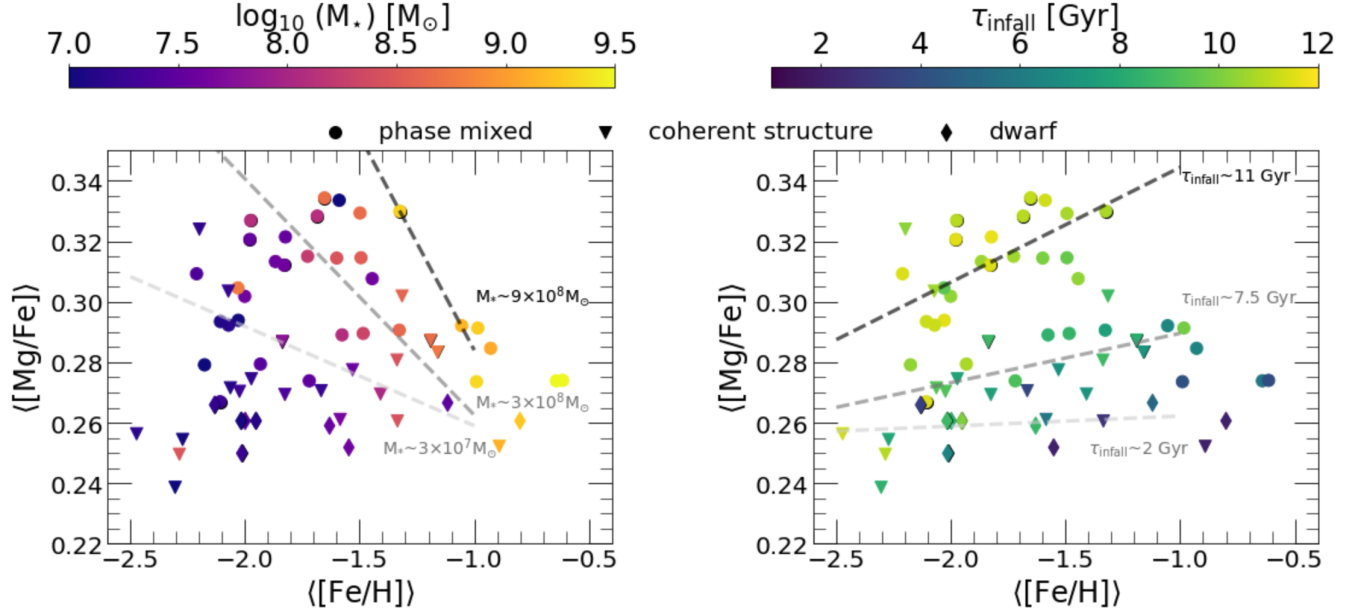 log₁₀ (M⋆) [M⊙]
7.0 7.5 8.0 8.5 9.0 9.5
τinfall [Gyr]
2 4 6 8 10 12
phase mixed coherent structure dwarf
0.34
0.32
0.30
0.28
0.26
0.24
0.22
⟨[Mg/Fe]⟩
M*~9×10⁸M⊙
M*~3×10⁸M⊙
M*~3×10⁷M⊙
−2.5 −2.0 −1.5 −1.0 −0.5
⟨[Fe/H]⟩
0.34
0.32
0.30
0.28
0.26
0.24
0.22
⟨[Mg/Fe]⟩
τinfall~11 Gyr
τinfall~7.5 Gyr
τinfall~2 Gyr
−2.5 −2.0 −1.5 −1.0 −0.5
⟨[Fe/H]⟩